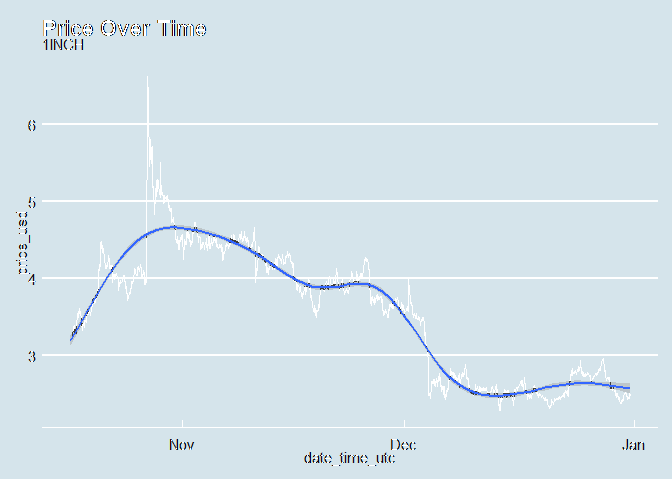 Price Over Time
1INCH
6
5
4
3
price_usd
Nov Dec Jan
date_time_utc